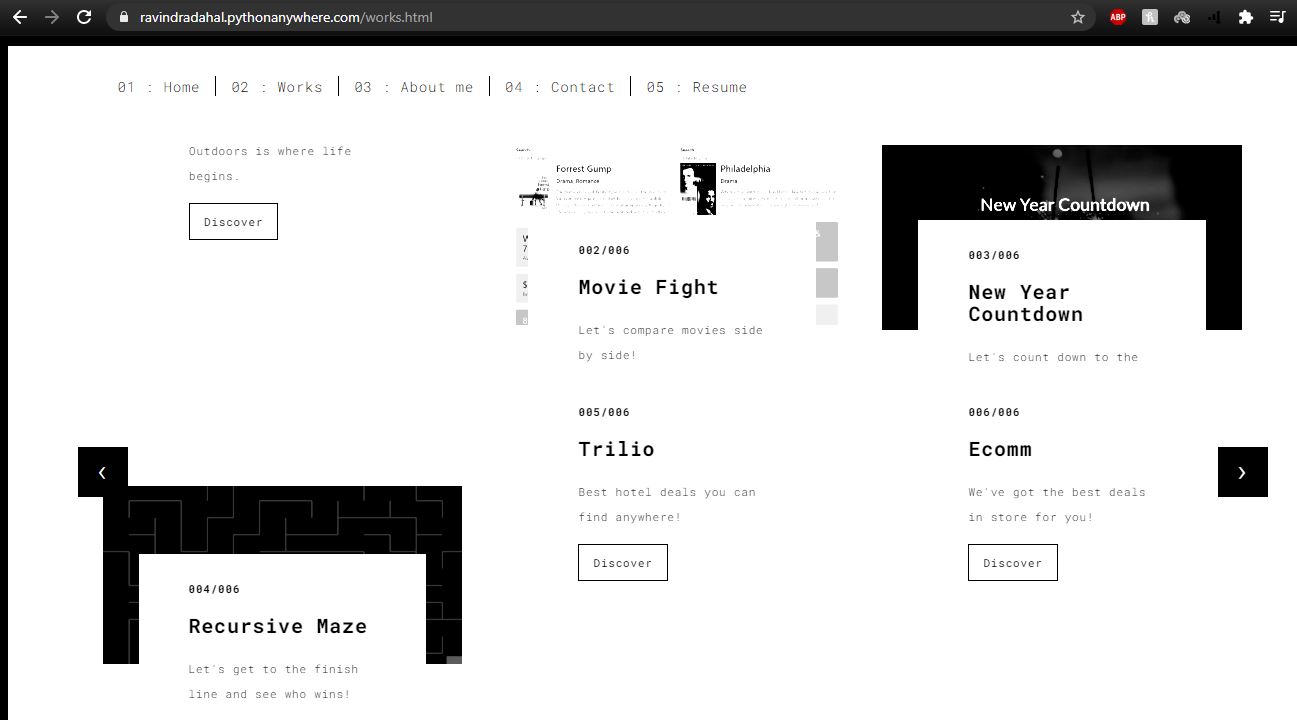 ravindradahal.pythonanywhere.com/works.html
ABP
01 : Home
02 : Works
03 : About me
04 : Contact
05 : Resume
Outdoors is where life
begins.
Discover
Forrest Gump
Drama, Romance
Philadelphia
Drama
002/006
Movie Fight
Let's compare movies side
by side!
New Year Countdown
003/006
New Year
Countdown
Let's count down to the
005/006
Trilio
Best hotel deals you can
find anywhere!
Discover
006/006
Ecomm
We've got the best deals
in store for you!
Discover
004/006
Recursive Maze
Let's get to the finish
line and see who wins!